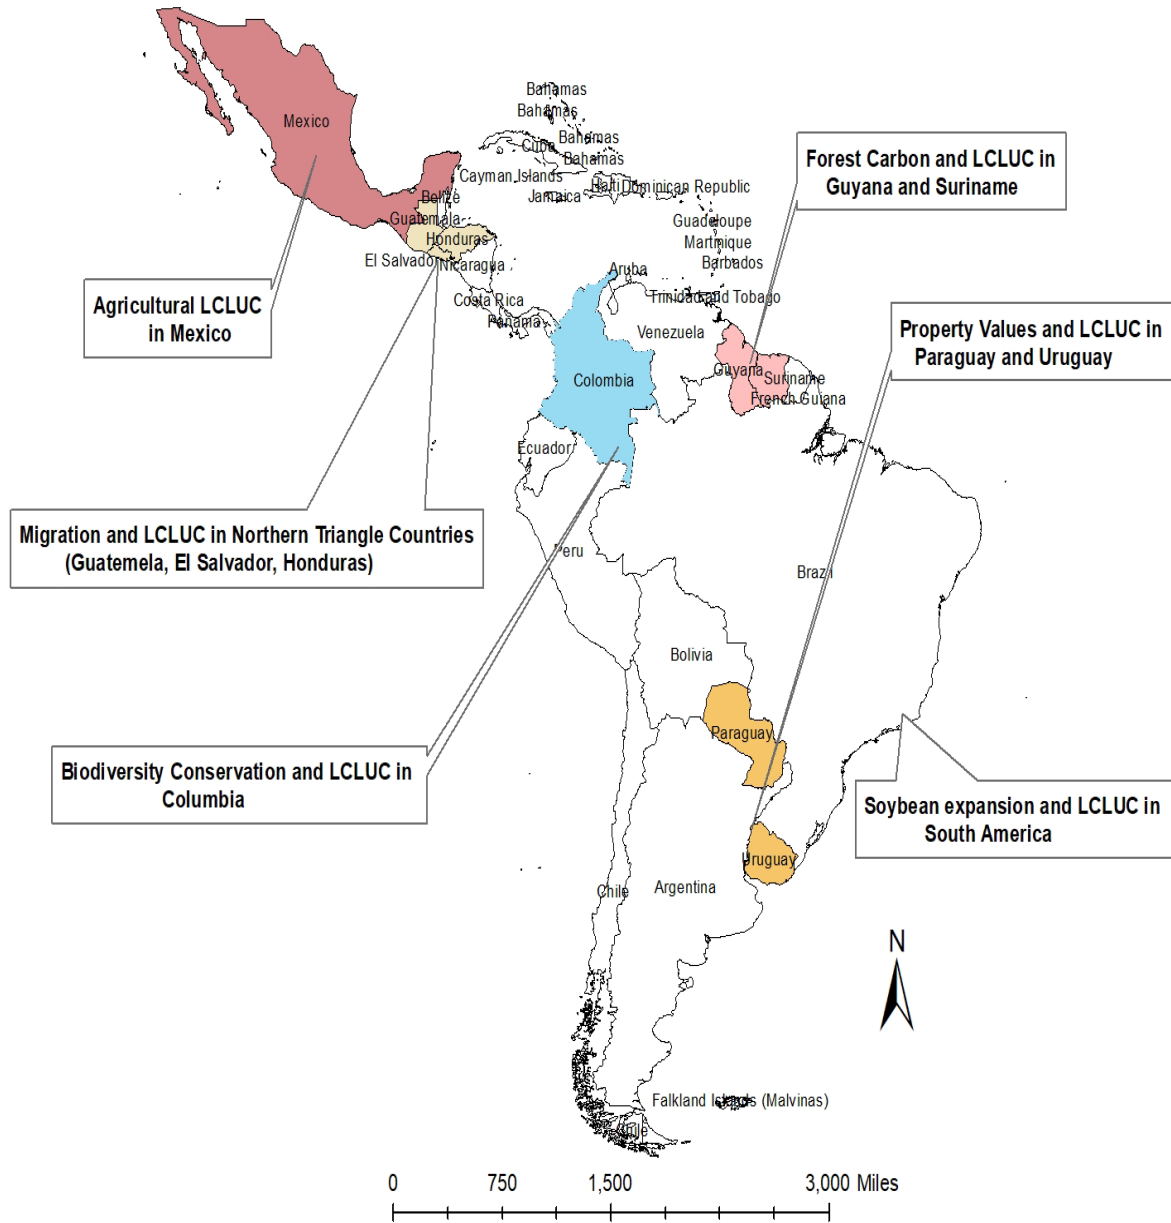 Bahamas
Bahamas
Mexico
Bahamas
Cuba
Bahamas
Forest Carbon and LCLUC in
Guyana and Suriname
Cayman Islands
Haiti
Dominican Republic
Jamaica
Belize
Guatemala
Guadeloupe
Honduras
Martinique
El Salvador
Nicaragua
Barbados
Aruba
Agricultural LCLUC
in Mexico
Costa Rica
Trinidad and Tobago
Panama
Venezuela
Property Values and LCLUC in
Paraguay and Uruguay
Guyana
Colombia
Suriname
French Guiana
Ecuador
Migration and LCLUC in Northern Triangle Countries
(Guatemela, El Salvador, Honduras)
Peru
Brazil
Bolivia
Paraguay
Biodiversity Conservation and LCLUC in
Columbia
Soybean expansion and LCLUC in
South America
Uruguay
Argentina
Chile
N
Falkland Islands (Malvinas)
Chile
0 750 1,500 3,000 Miles